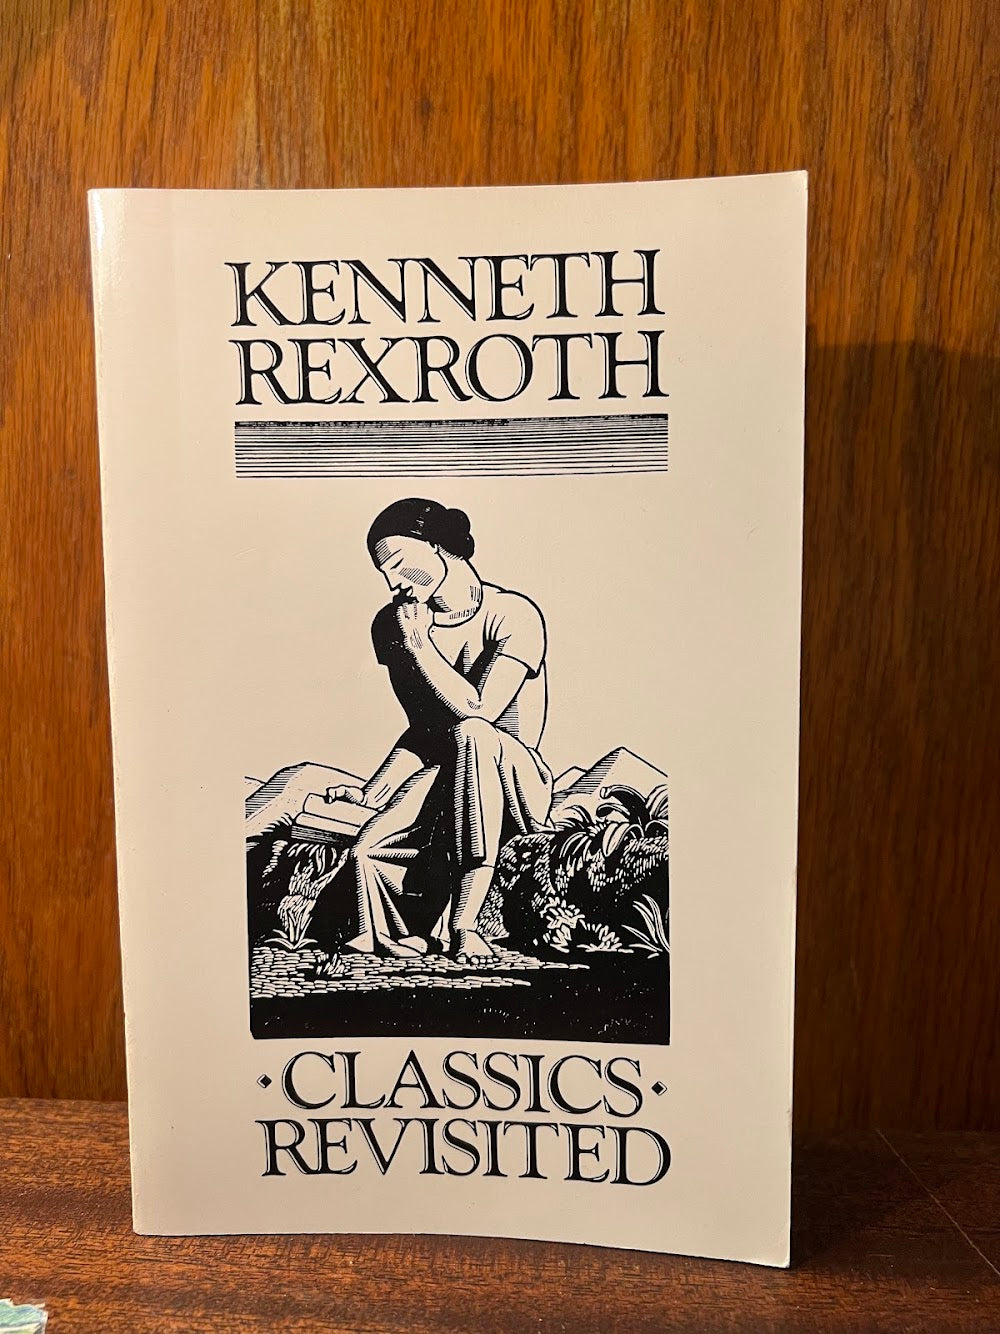 KENNETH
REXROTH
· CLASSICS ·
REVISITED